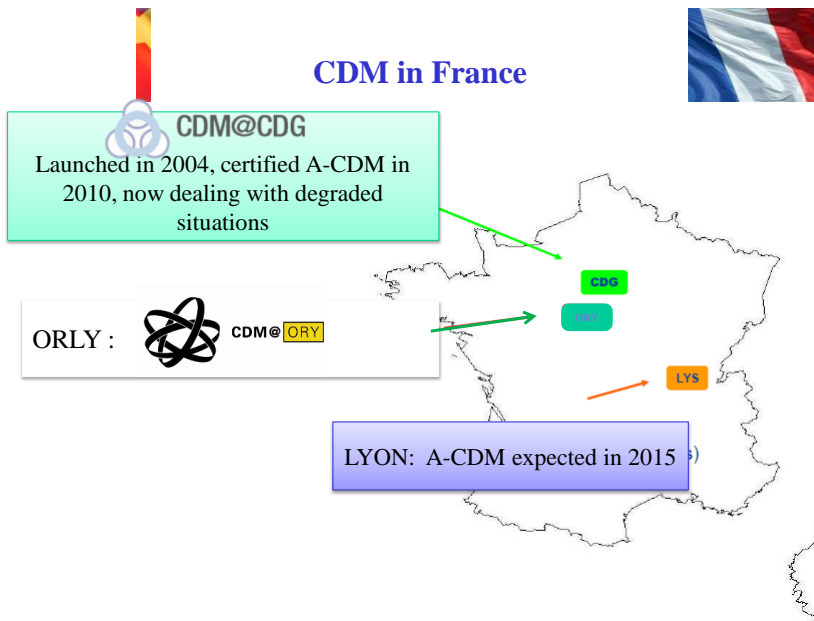 CDM in France
CDM@CDG
Launched in 2004, certified A-CDM in
2010, now dealing with degraded
situations
CDG
ORY
ORLY :
CDM@ ORY
LYS
LYON: A-CDM expected in 2015
)